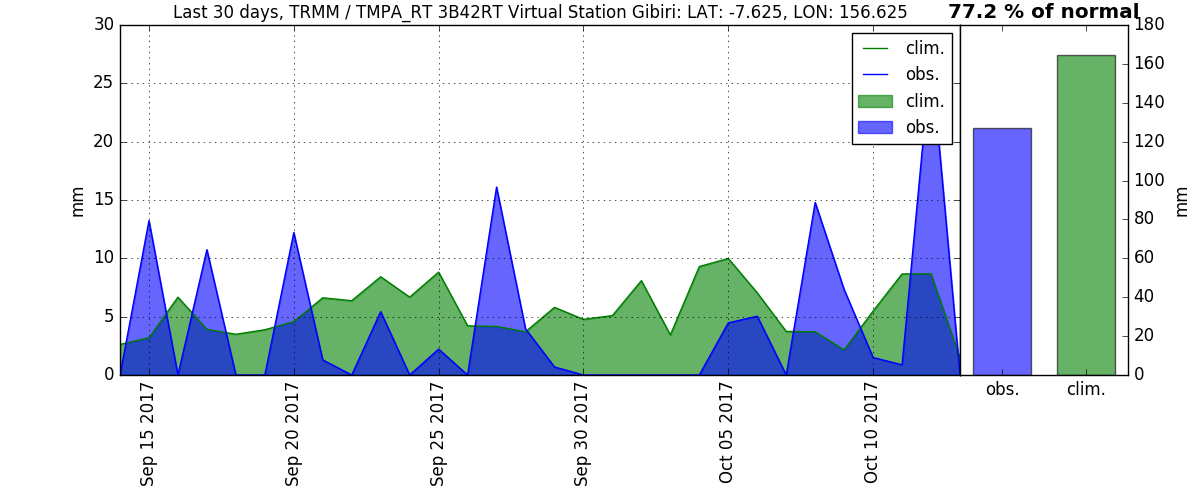 Last 30 days, TRMM / TMPA_RT 3B42RT Virtual Station Gibiri: LAT: -7.625, LON: 156.625
77.2 % of normal
30
25
20
15
10
5
0
mm
clim.
obs.
clim.
obs.
Sep 15 2017
Sep 20 2017
Sep 25 2017
Sep 30 2017
Oct 05 2017
Oct 10 2017
180
160
140
120
100
80
60
40
20
0
mm
obs.
clim.